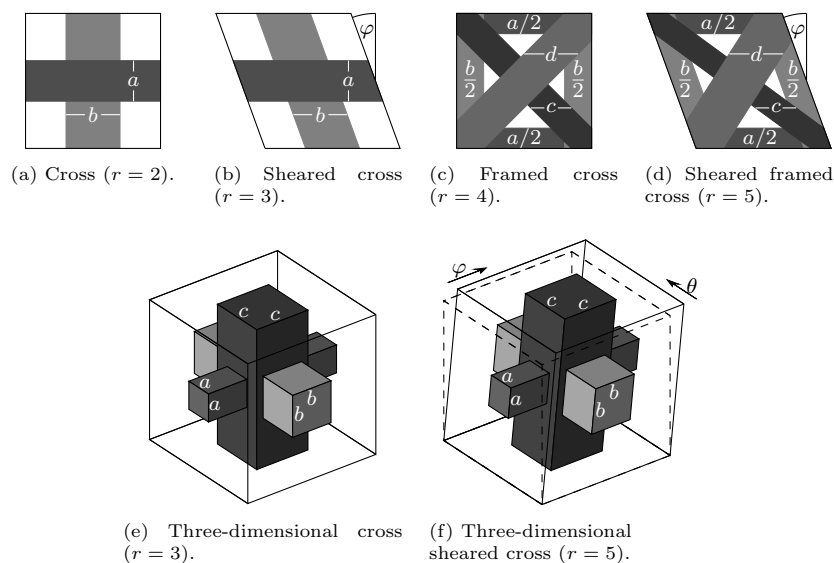 φ φ
a b a b
a/2 d b/2 b/2 c a/2
a/2 d b/2 b/2 c a/2
(a) Cross (r = 2).
(b) Sheared cross
(r = 3).
(c) Framed cross
(r = 4).
(d) Sheared framed
cross (r = 5).
φ θ
c c c c
a a b b a a b b
(e) Three-dimensional cross
(r = 3).
(f) Three-dimensional
sheared cross (r = 5).